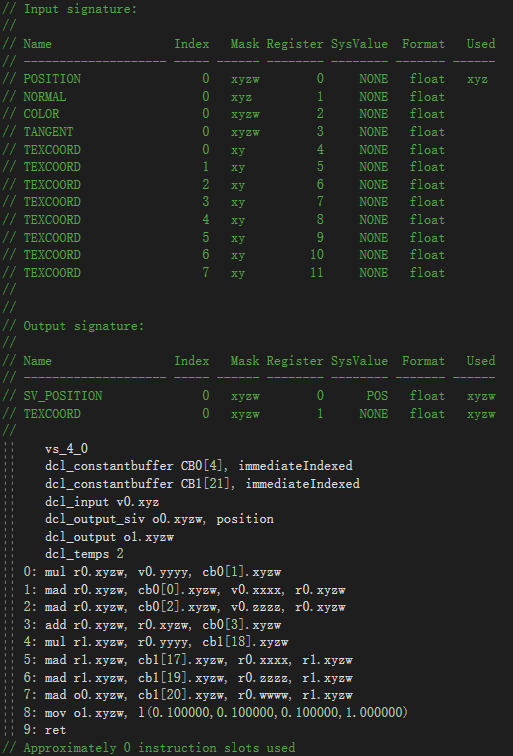 // Input signature:
//
// Name                 Index   Mask Register SysValue  Format   Used
// -------------------- ----- ------ -------- -------- ------- ------
// POSITION                 0   xyzw        0     NONE   float   xyz
// NORMAL                   0   xyz         1     NONE   float
// COLOR                    0   xyzw        2     NONE   float
// TANGENT                  0   xyzw        3     NONE   float
// TEXCOORD                 0   xy          4     NONE   float
// TEXCOORD                 1   xy          5     NONE   float
// TEXCOORD                 2   xy          6     NONE   float
// TEXCOORD                 3   xy          7     NONE   float
// TEXCOORD                 4   xy          8     NONE   float
// TEXCOORD                 5   xy          9     NONE   float
// TEXCOORD                 6   xy         10     NONE   float
// TEXCOORD                 7   xy         11     NONE   float
//
//
// Output signature:
//
// Name                 Index   Mask Register SysValue  Format   Used
// -------------------- ----- ------ -------- -------- ------- ------
// SV_POSITION              0   xyzw        0      POS   float   xyzw
// TEXCOORD                 0   xyzw        1     NONE   float   xyzw
//
vs_4_0
dcl_constantbuffer CB0[4], immediateIndexed
dcl_constantbuffer CB1[21], immediateIndexed
dcl_input v0.xyz
dcl_output_siv o0.xyzw, position
dcl_output o1.xyzw
dcl_temps 2
0: mul r0.xyzw, v0.yyyy, cb0[1].xyzw
1: mad r0.xyzw, cb0[0].xyzw, v0.xxxx, r0.xyzw
2: mad r0.xyzw, cb0[2].xyzw, v0.zzzz, r0.xyzw
3: add r0.xyzw, r0.xyzw, cb0[3].xyzw
4: mul r1.xyzw, r0.yyyy, cb1[18].xyzw
5: mad r1.xyzw, cb1[17].xyzw, r0.xxxx, r1.xyzw
6: mad r1.xyzw, cb1[19].xyzw, r0.zzzz, r1.xyzw
7: mad o0.xyzw, cb1[20].xyzw, r0.wwww, r1.xyzw
8: mov o1.xyzw, l(0.100000,0.100000,0.100000,1.000000)
9: ret
// Approximately 0 instruction slots used